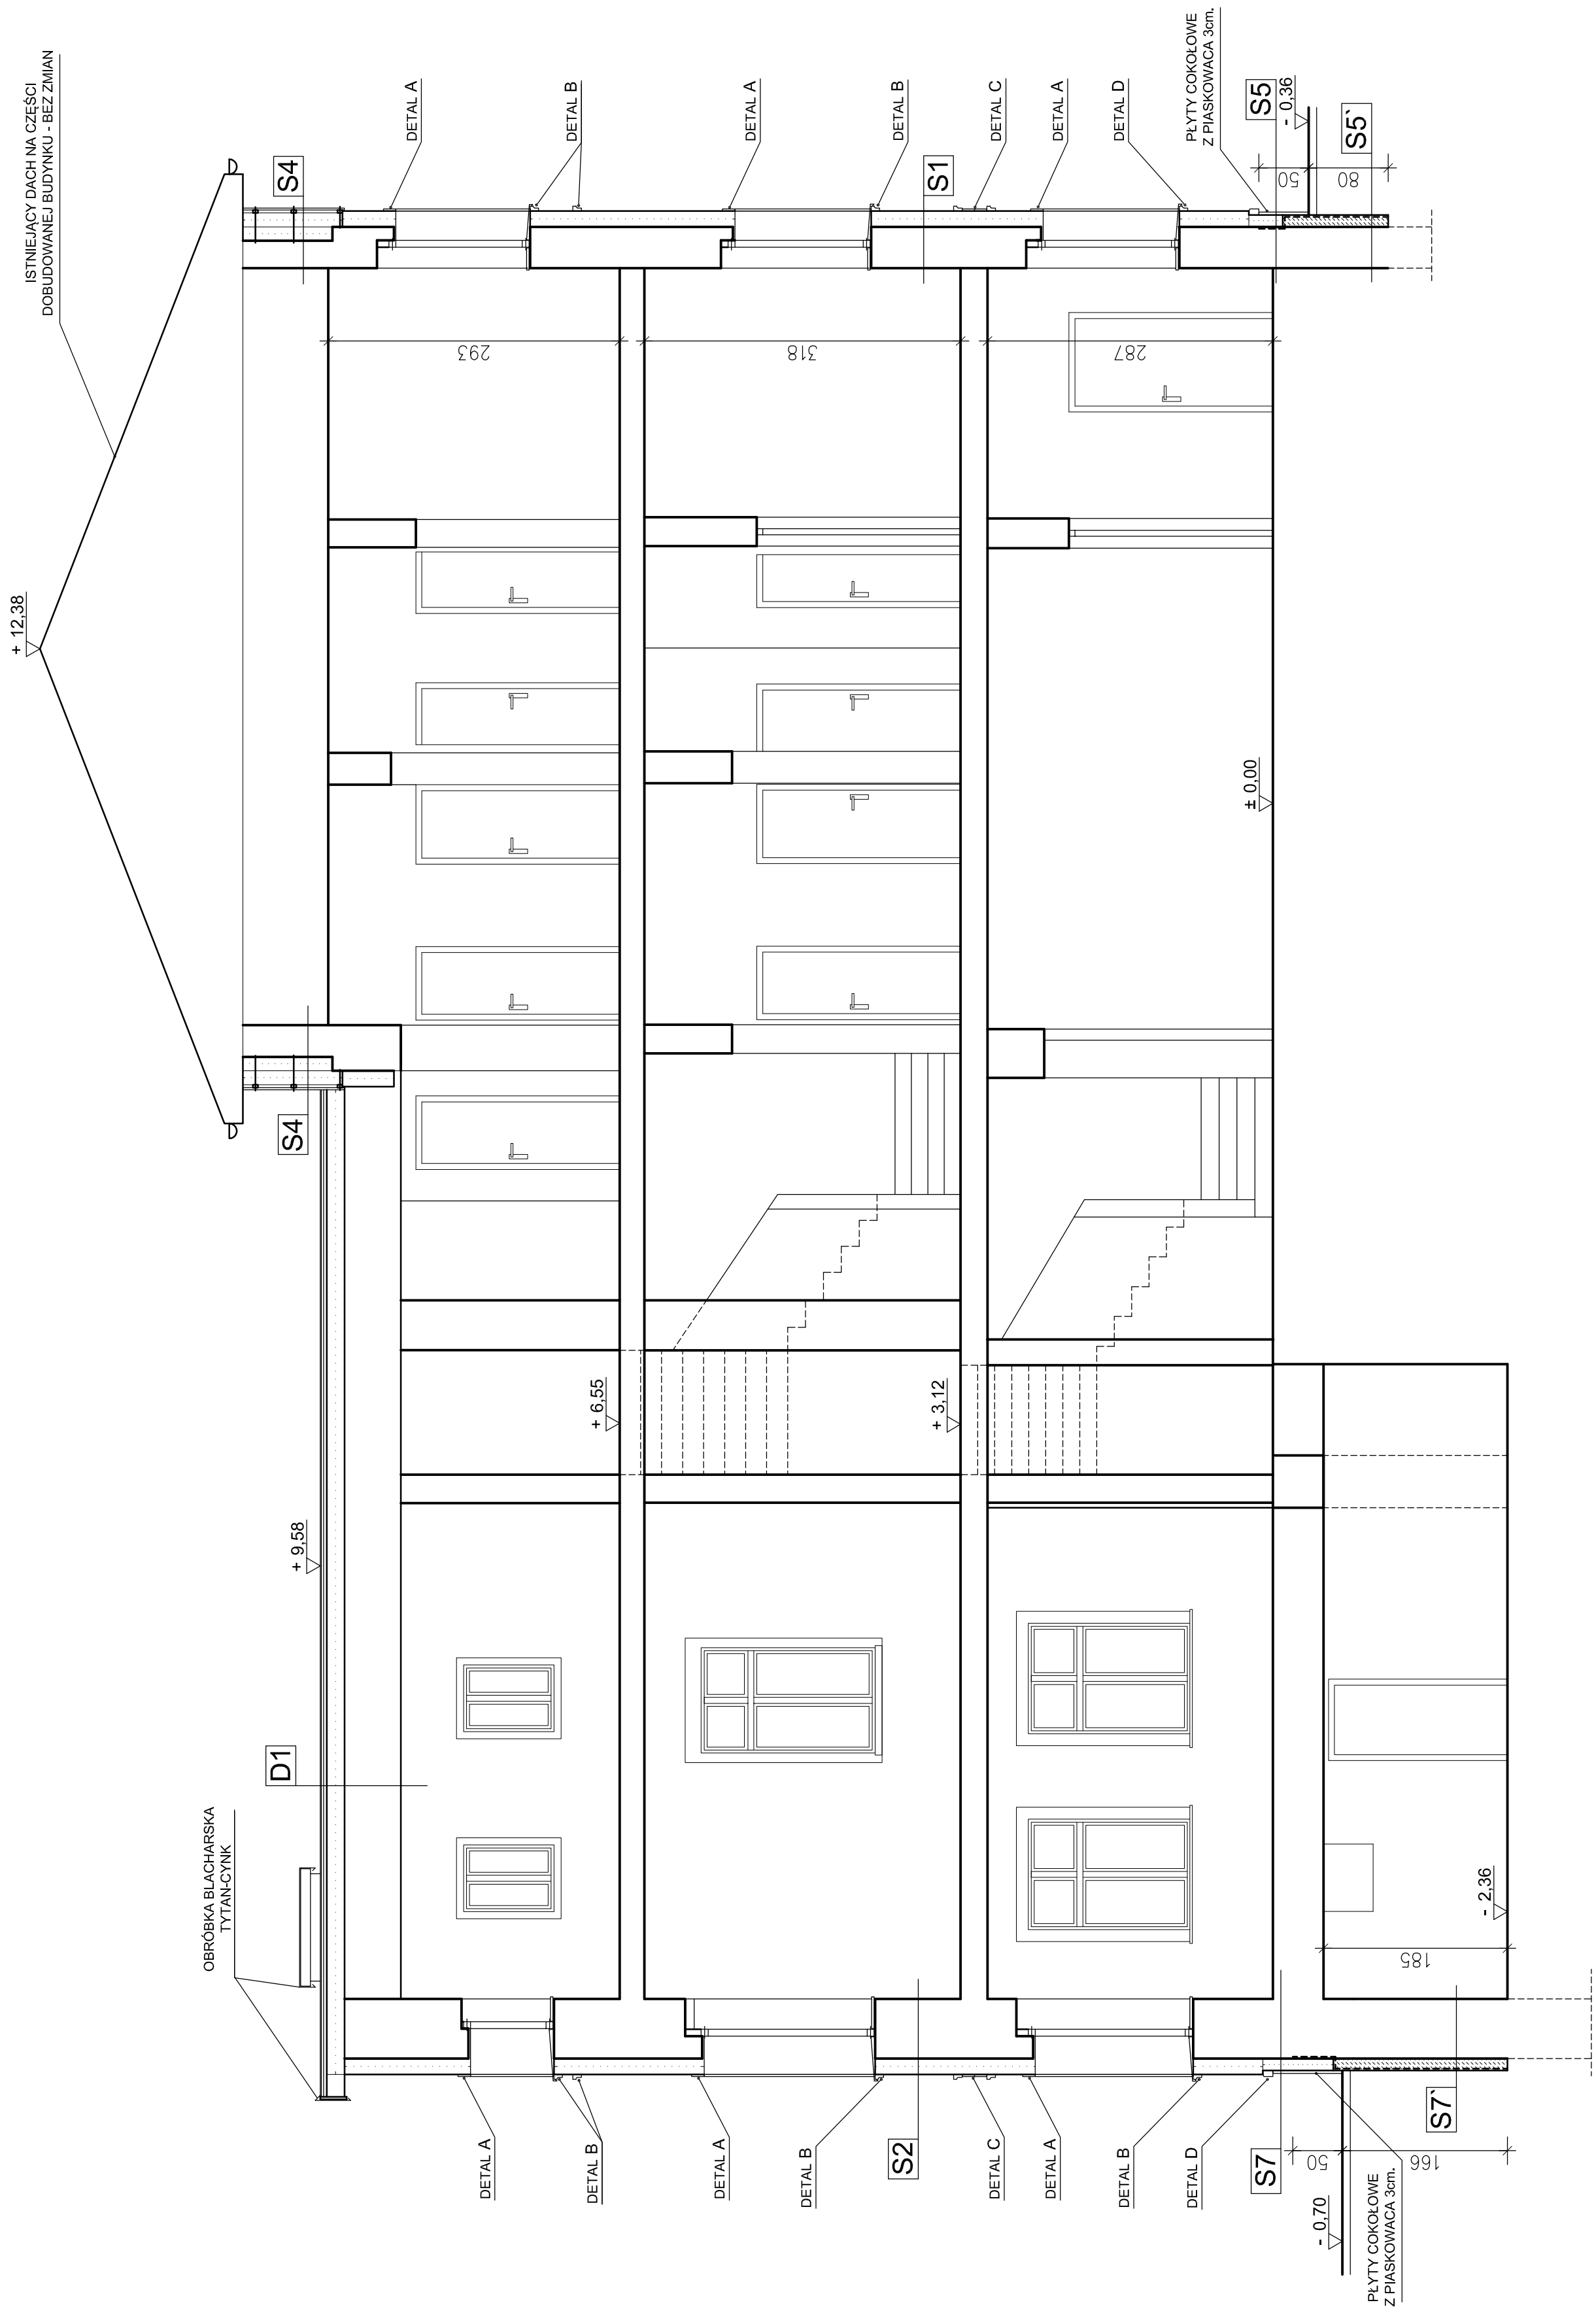 ISTNIEJĄCY DACH NA CZĘŚCI
DOBUDOWANEJ BUDYNKU - BEZ ZMIAN
+ 12,38
OBRÓBKA BLACHARSKA
TYTAN-CYNK
D1
+ 9,58
S4
S4
DETAL A
DETAL B
DETAL A
DETAL B
S1
DETAL C
DETAL A
DETAL D
PŁYTY COKOŁOWE
Z PIASKOWACA 3cm.
S5
- 0,36
S5`
50
80
293
318
287
+ 6,55
+ 3,12
± 0,00
- 2,36
185
DETAL A
DETAL B
DETAL A
DETAL B
S2
DETAL C
DETAL A
DETAL B
DETAL D
S7
S7`
50
166
- 0,70
PŁYTY COKOŁOWE
Z PIASKOWACA 3cm.